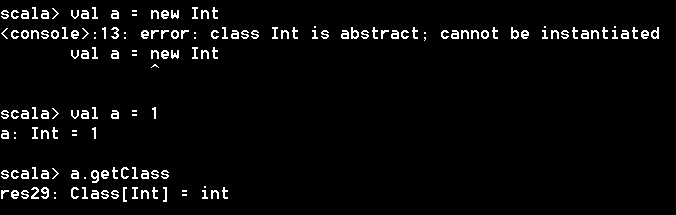 scala> val a = new Int
<console>:13: error: class Int is abstract; cannot be instantiated
       val a = new Int
               ^
scala> val a = 1
a: Int = 1
scala> a.getClass
res29: Class[Int] = int